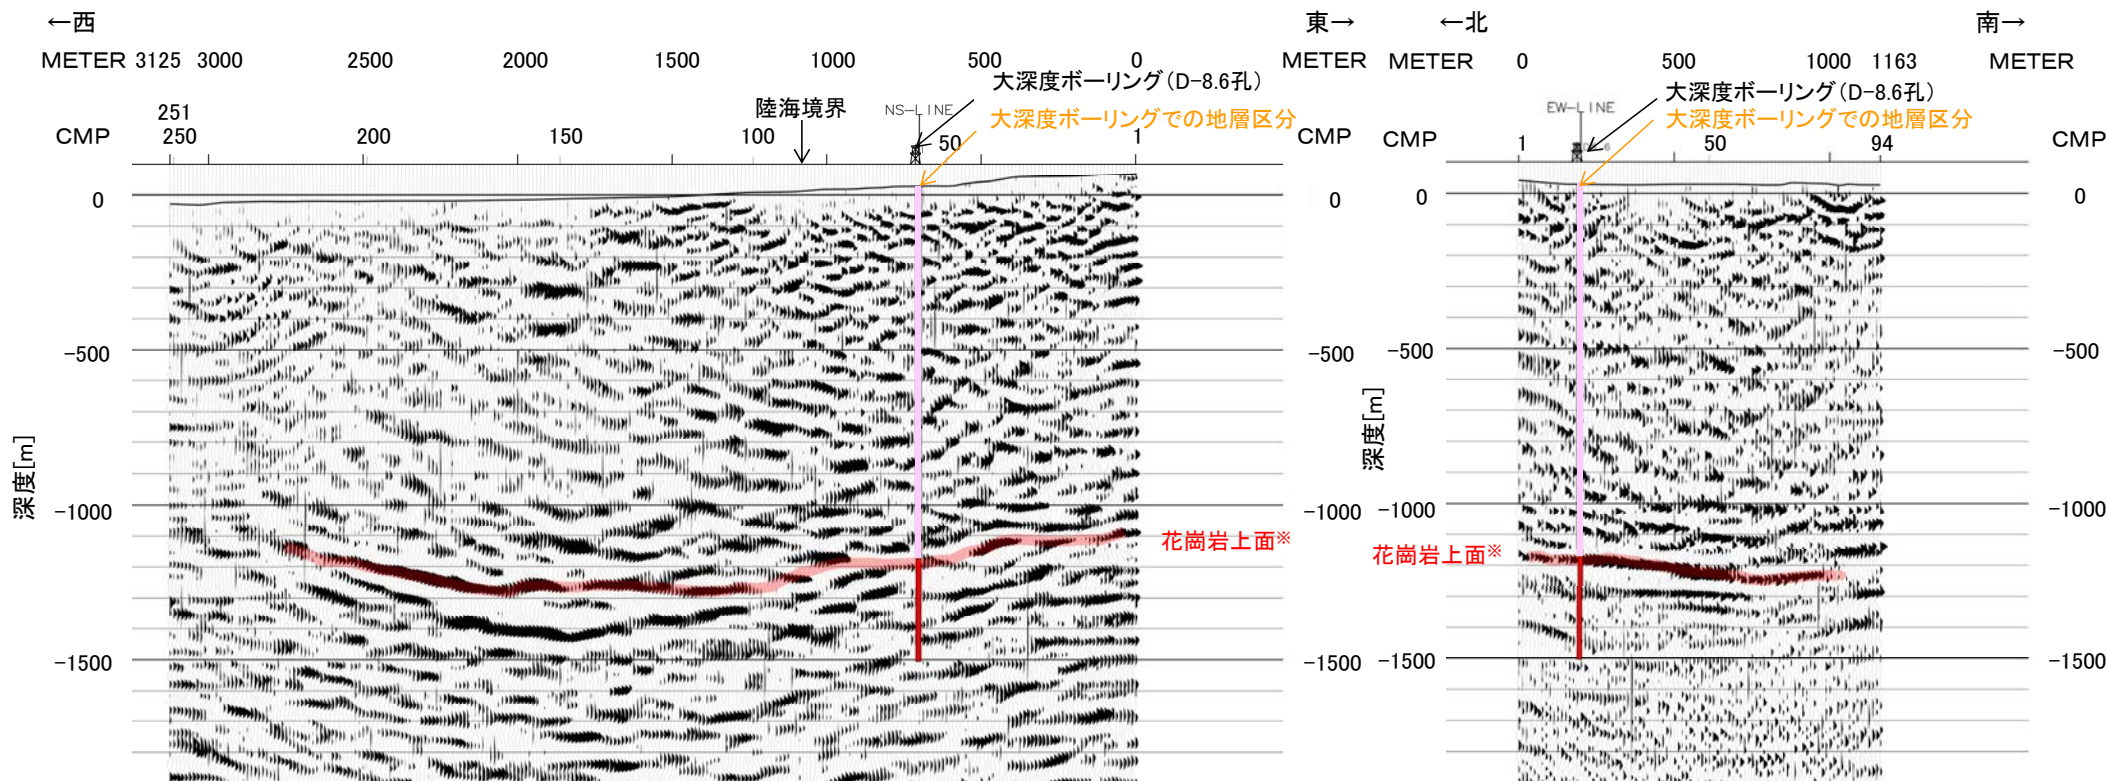 ←西
東→
←北
南→
METER 3125 3000 2500 2000 1500 1000 500 0 METER
METER 0 500 1000 1163 METER
大深度ボーリング(D-8.6孔)
大深度ボーリングでの地層区分
陸海境界
NS-LINE
251
CMP 250 200 150 100 50 1 CMP
大深度ボーリング(D-8.6孔)
大深度ボーリングでの地層区分
EW-LINE
CMP 1 50 94 CMP
0 0 0 0
-500 -500 -500 -500
深度[m]
深度[m]
-1000 -1000 -1000 -1000
花崗岩上面※
花崗岩上面※
-1500 -1500 -1500 -1500